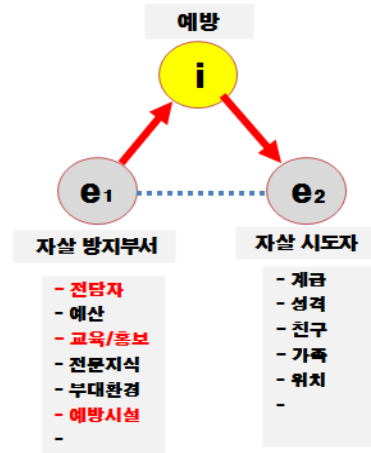 예방
i
e1
e2
자살 방지부서
자살 시도자
- 전담자
- 예산
- 교육/홍보
- 전문지식
- 부대환경
- 예방시설
-
- 계급
- 성격
- 친구
- 가족
- 위치
-